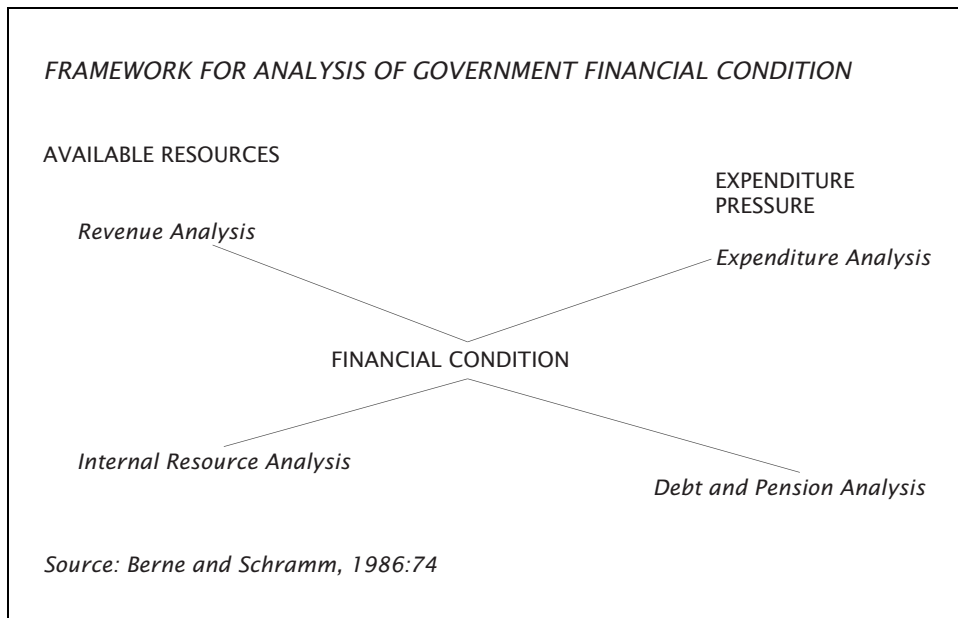 FRAMEWORK FOR ANALYSIS OF GOVERNMENT FINANCIAL CONDITION
AVAILABLE RESOURCES
EXPENDITURE
PRESSURE
Revenue Analysis
Expenditure Analysis
FINANCIAL CONDITION
Internal Resource Analysis
Debt and Pension Analysis
Source: Berne and Schramm, 1986:74